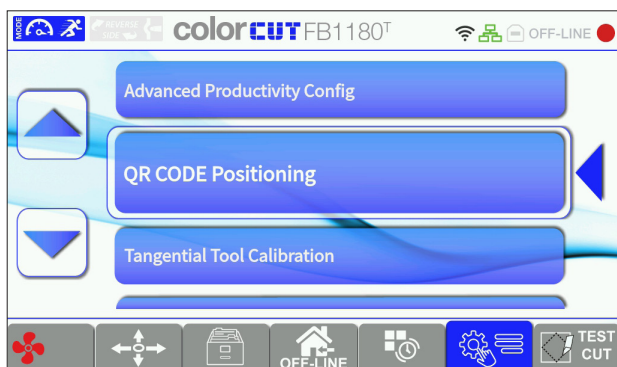 MODE
REVERSE
SIDE
colorCUT FB1180T
OFF-LINE
Advanced Productivity Config
QR CODE Positioning
Tangential Tool Calibration
OFF-LINE
TEST
CUT